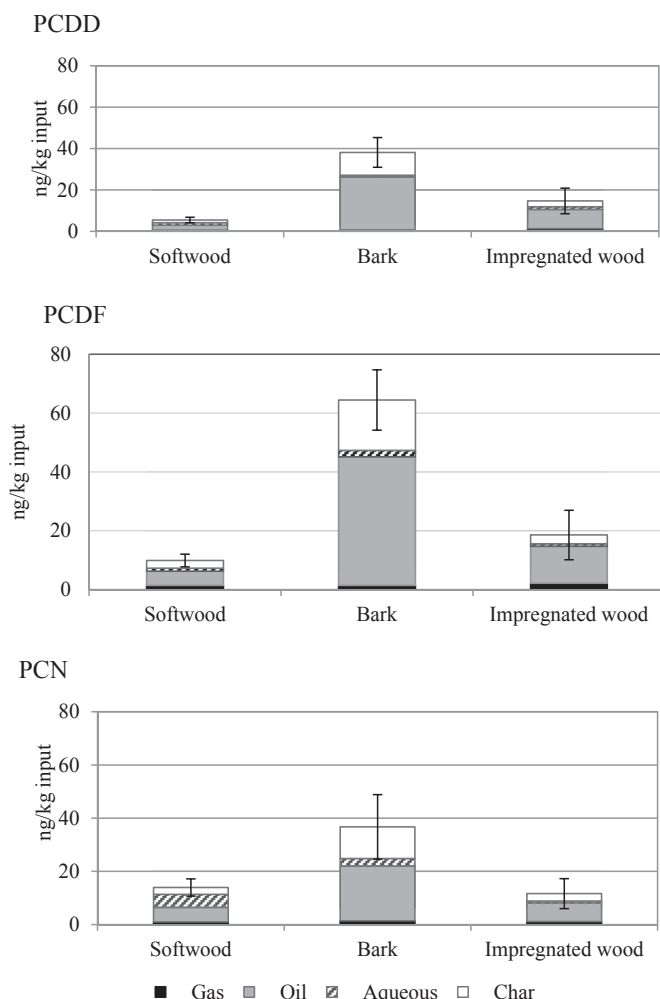 PCDD
80
60
40
20
0
ng/kg input
Softwood Bark Impregnated wood
PCDF
80
60
40
20
0
ng/kg input
Softwood Bark Impregnated wood
PCN
80
60
40
20
0
ng/kg input
Softwood Bark Impregnated wood
Gas Oil Aqueous Char